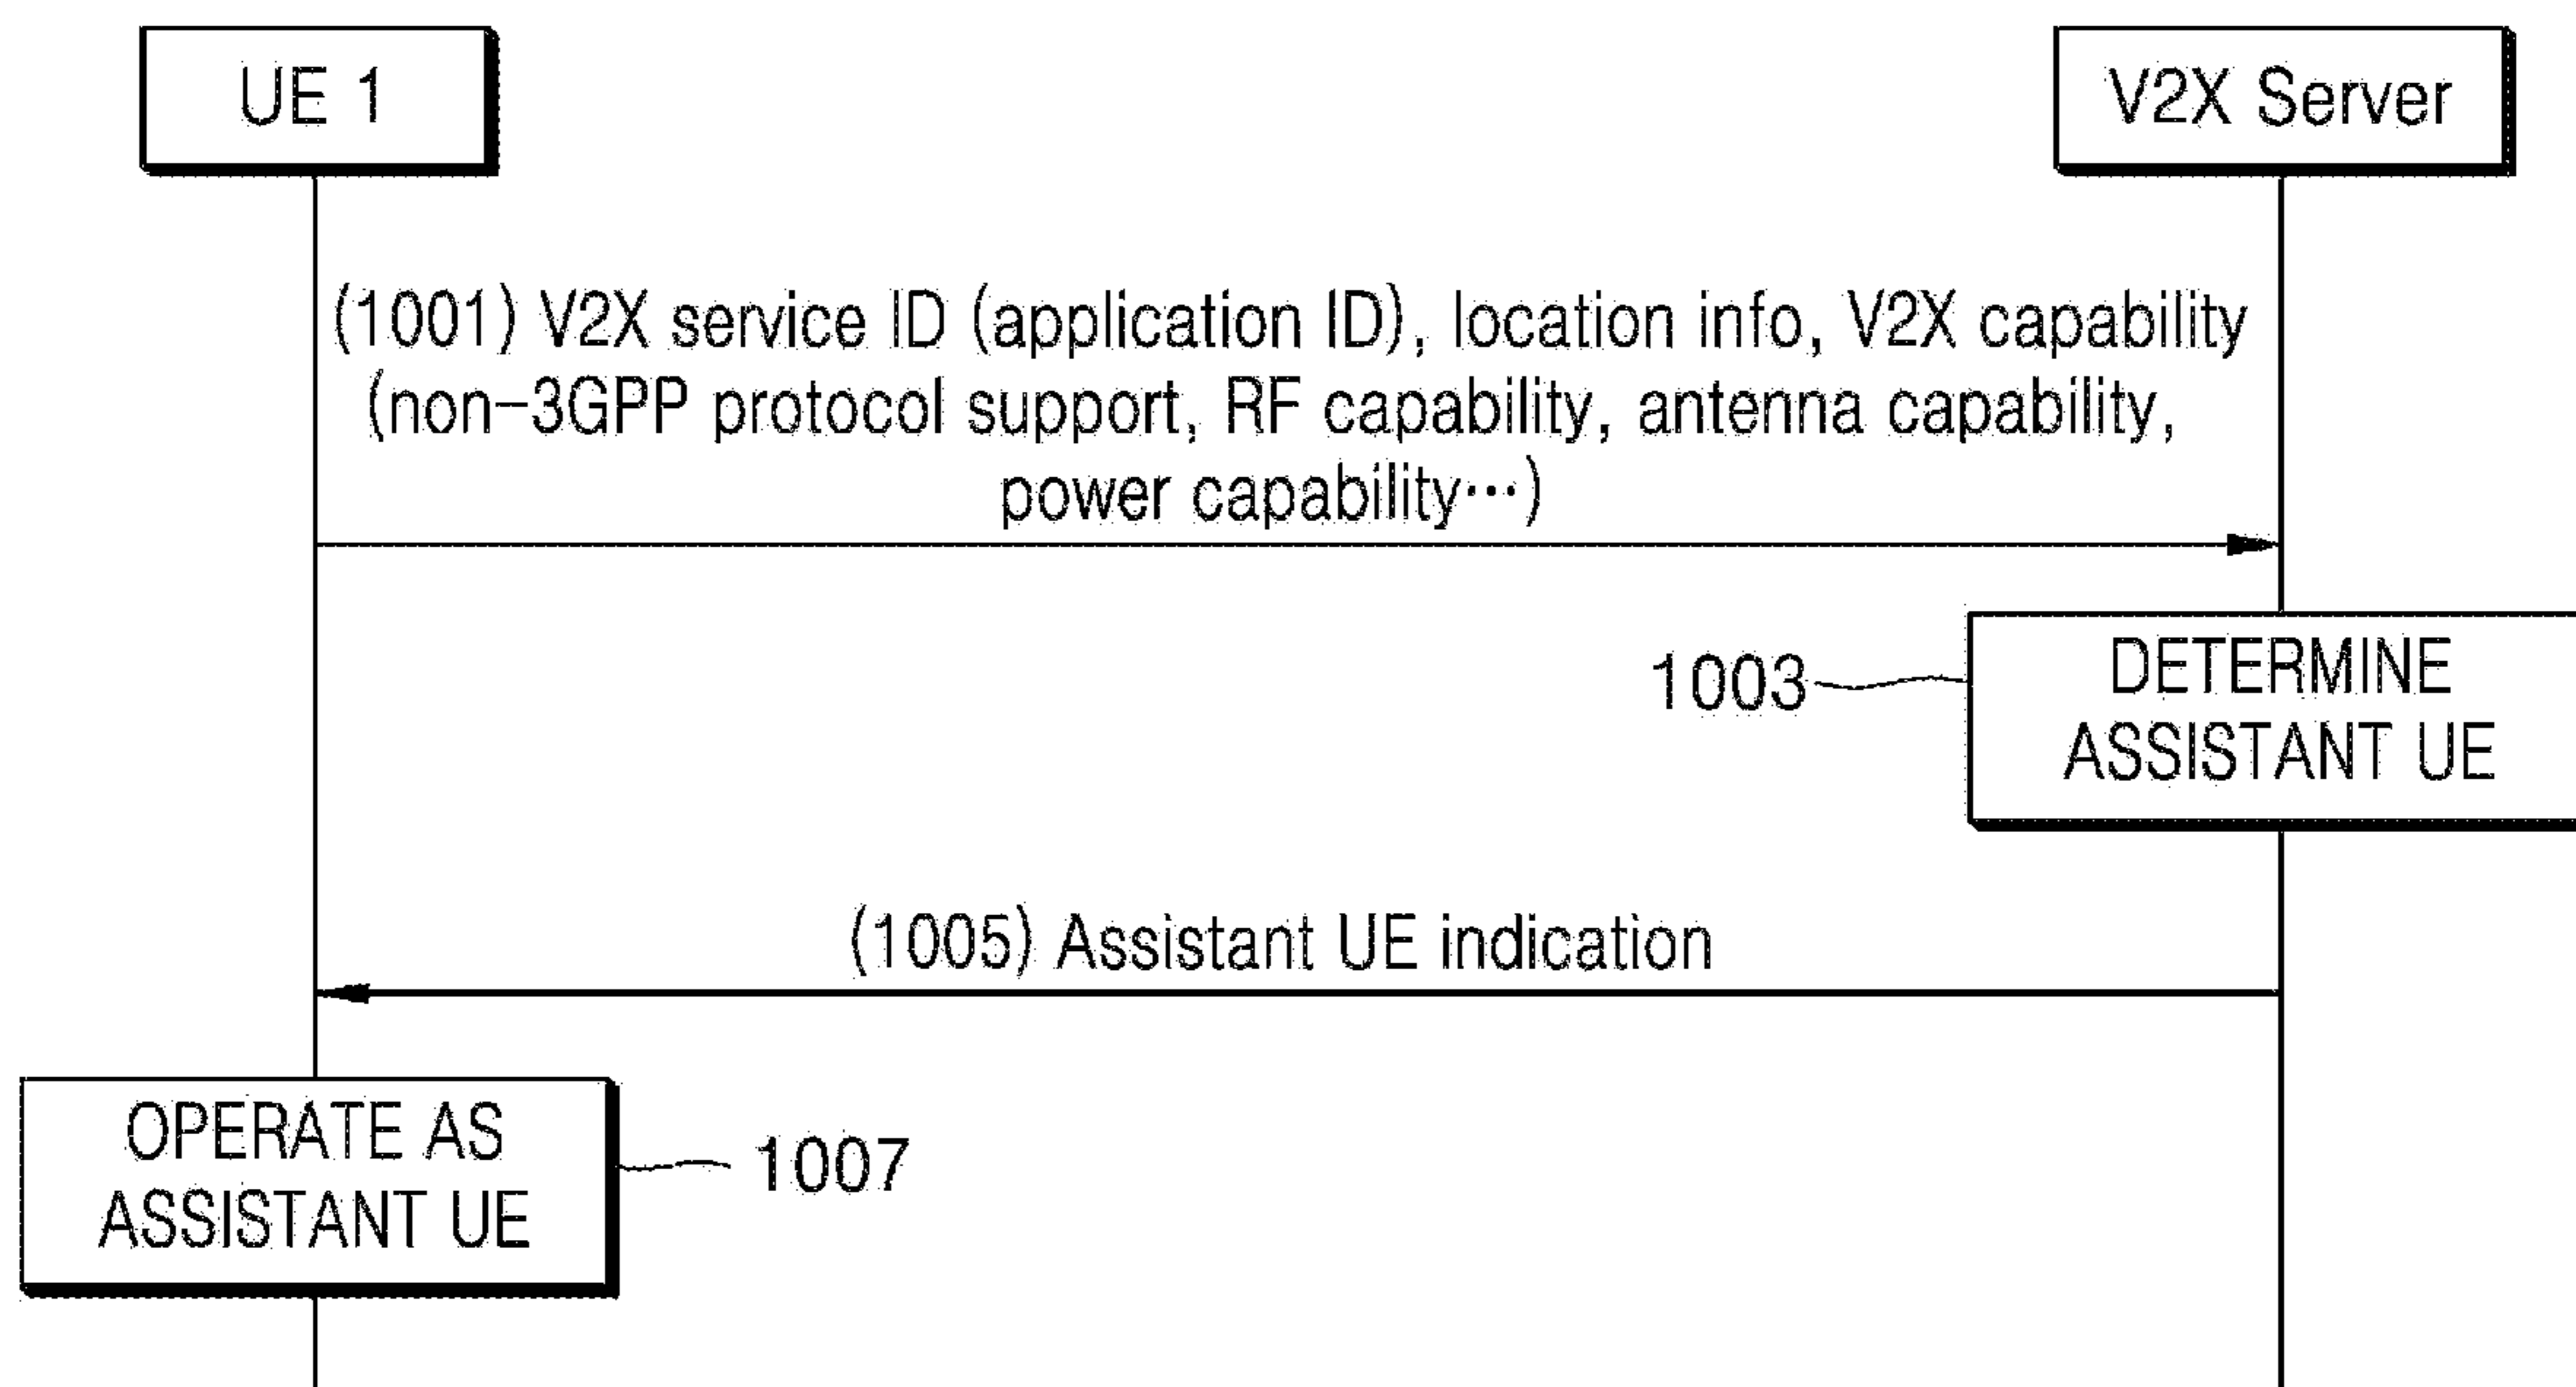 UE 1
V2X Server
(1001) V2X service ID (application ID), location info, V2X capability
(non-3GPP protocol support, RF capability, antenna capability,
power capability···)
1003
DETERMINE
ASSISTANT UE
(1005) Assistant UE indication
OPERATE AS
ASSISTANT UE
1007